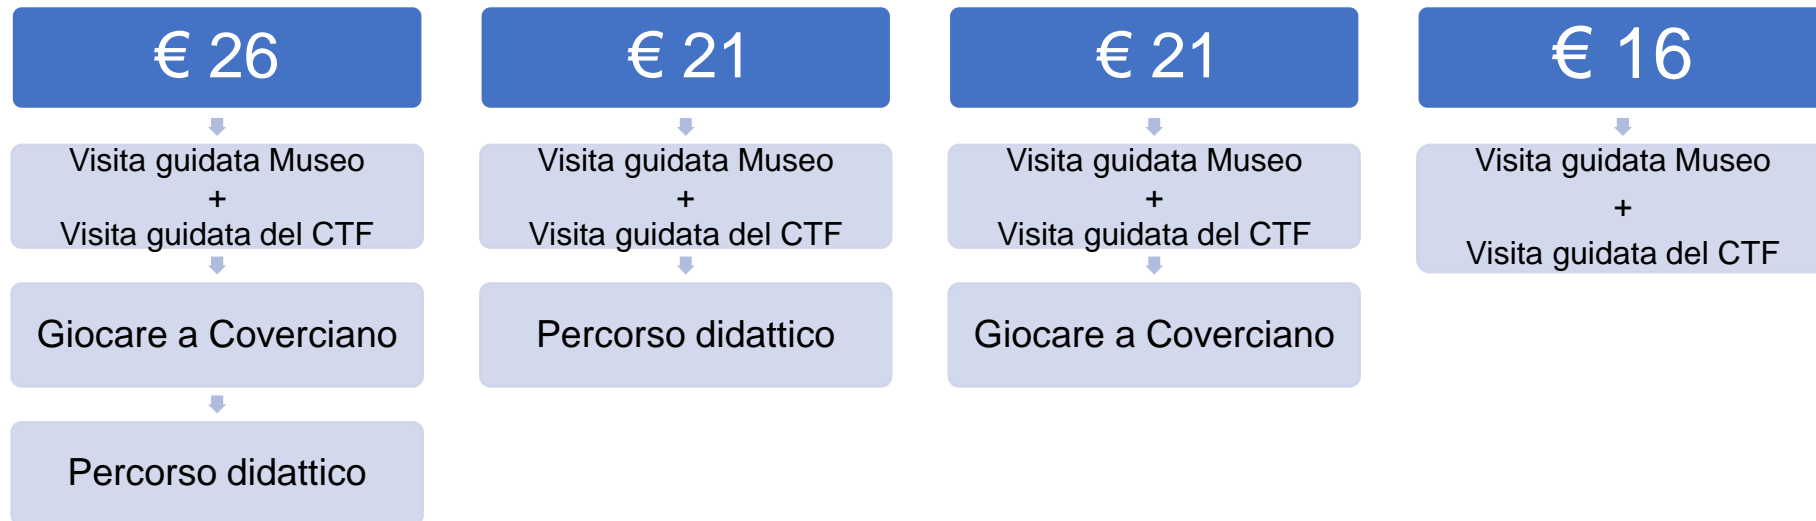 € 26
Visita guidata Museo
+
Visita guidata del CTF
Giocare a Coverciano
Percorso didattico
€ 21
Visita guidata Museo
+
Visita guidata del CTF
Percorso didattico
€ 21
Visita guidata Museo
+
Visita guidata del CTF
Giocare a Coverciano
€ 16
Visita guidata Museo
+
Visita guidata del CTF